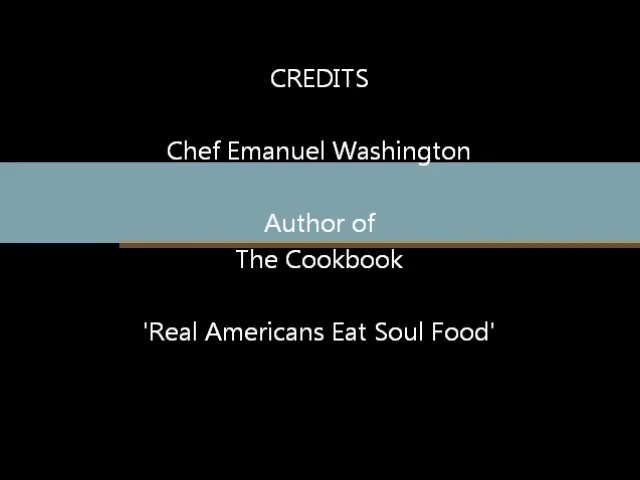 CREDITS
Chef Emanuel Washington
Author of
The Cookbook
'Real Americans Eat Soul Food'